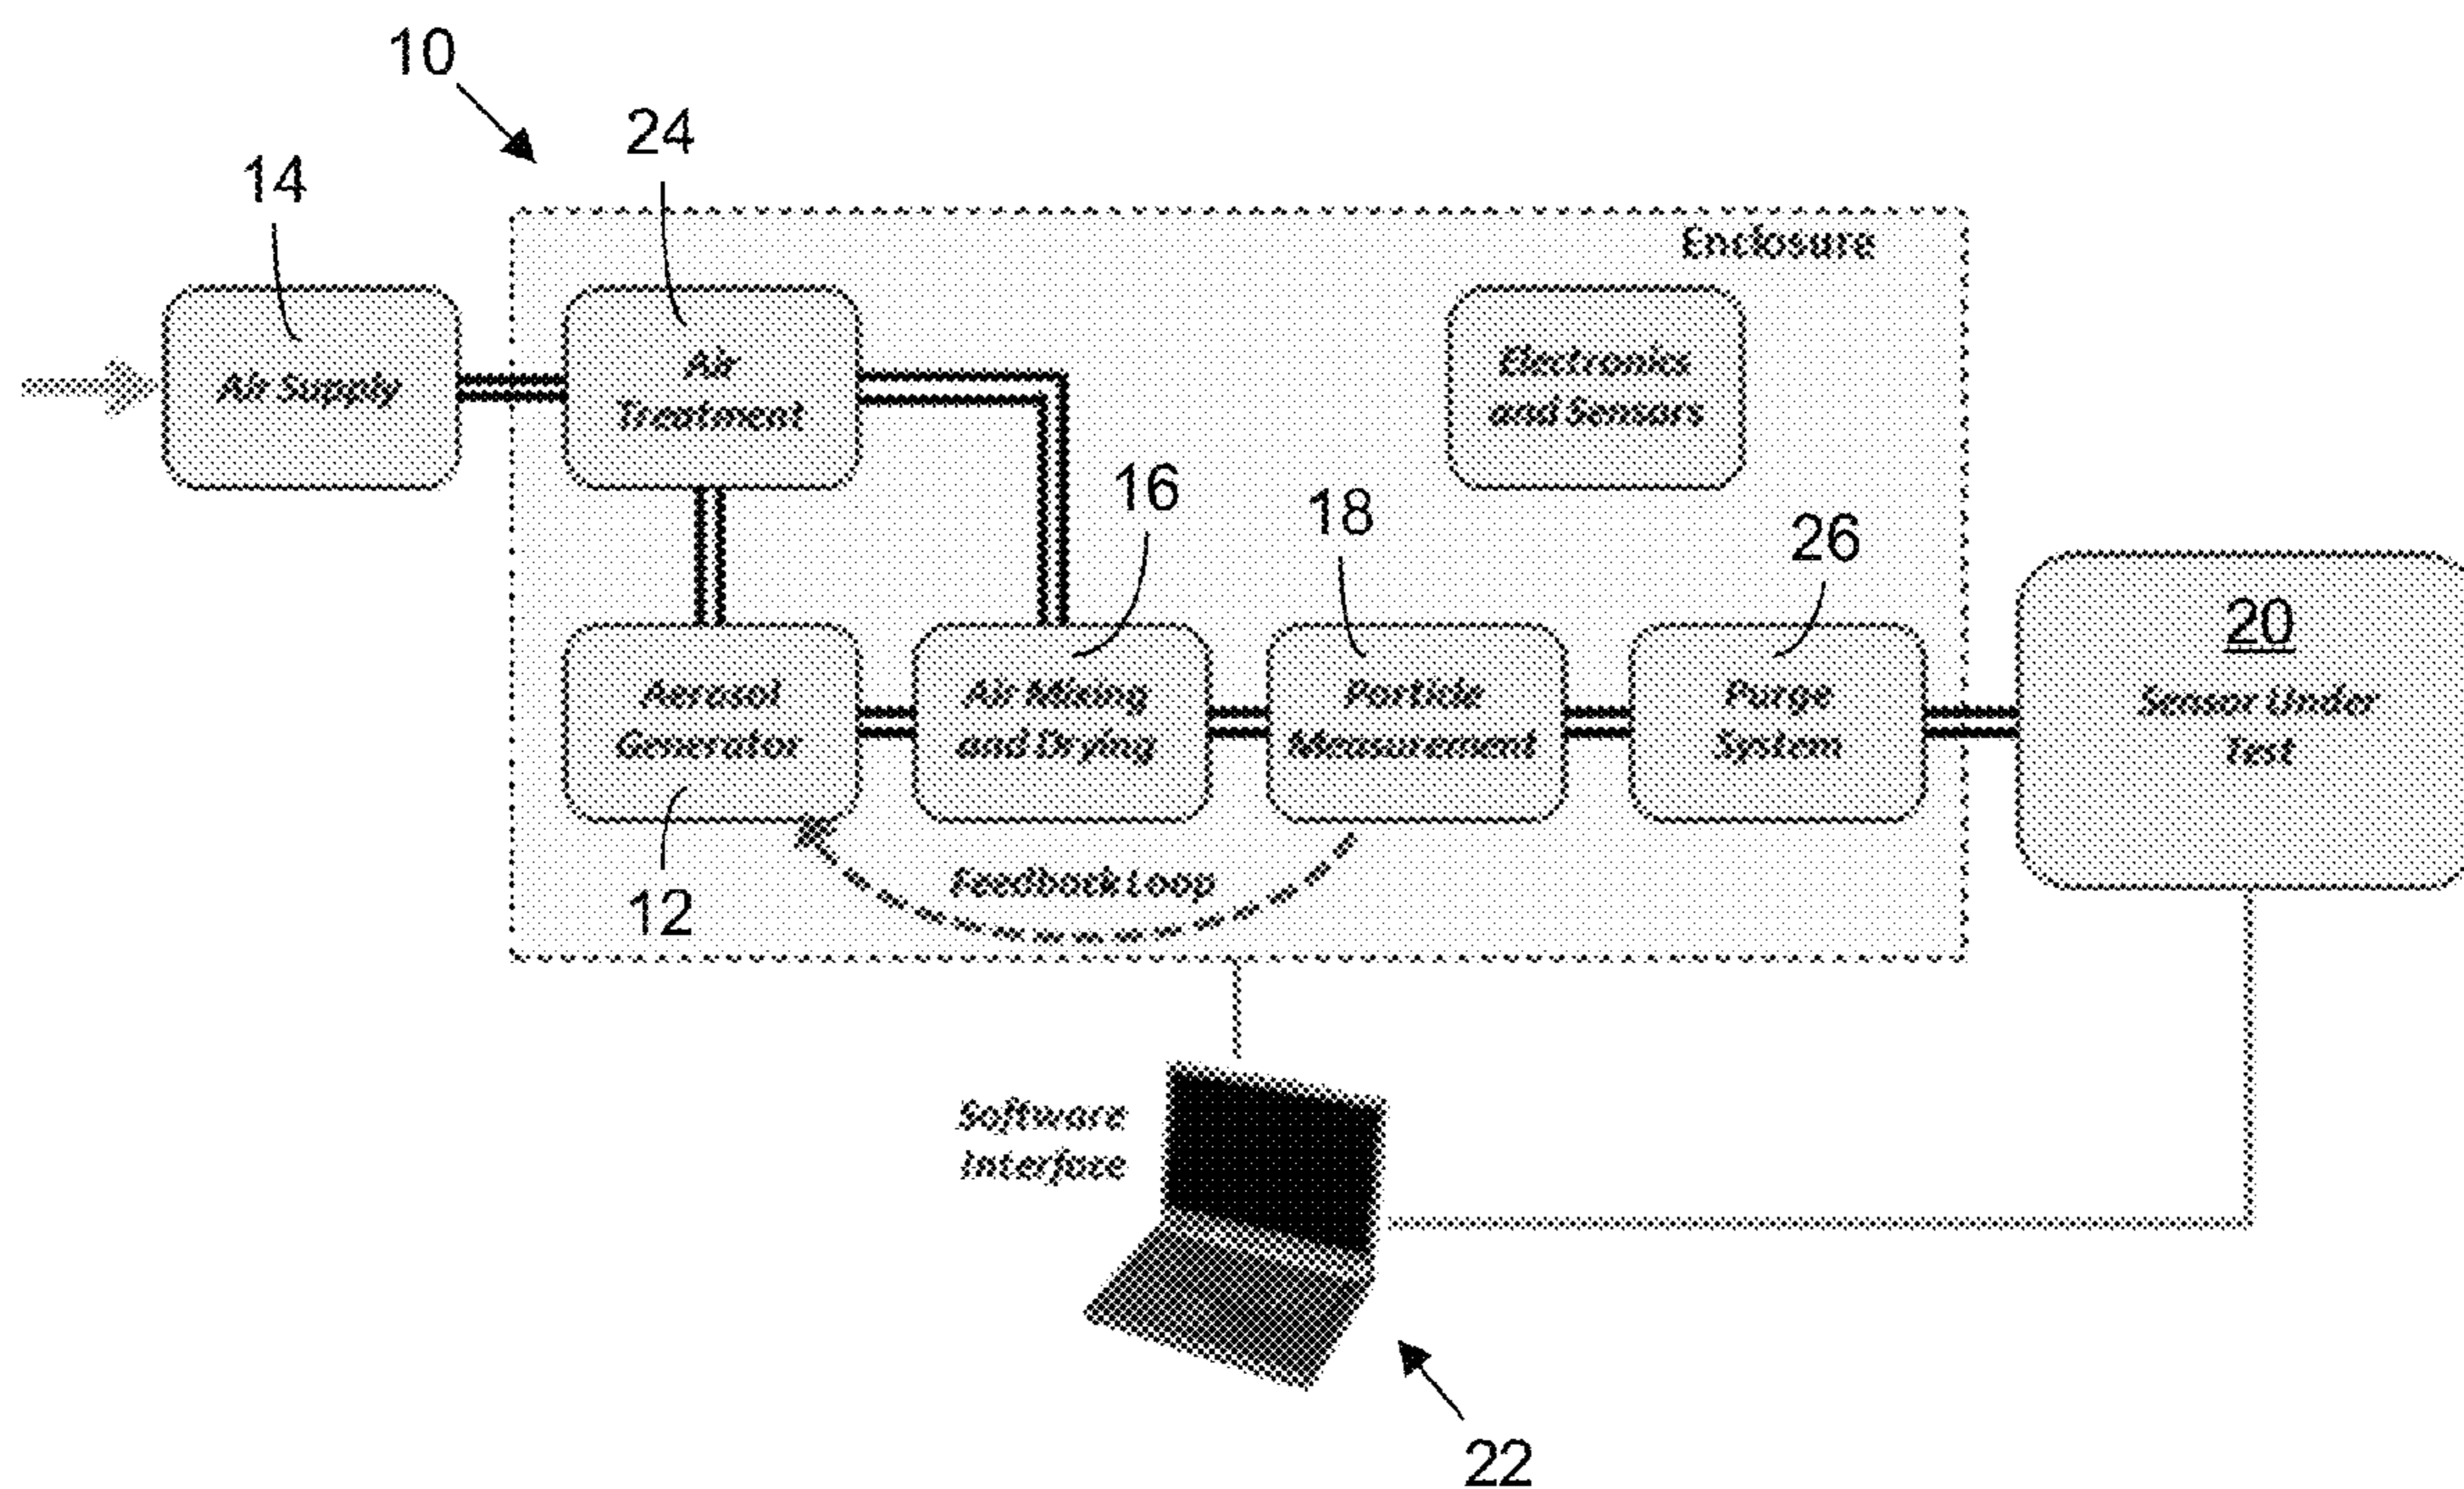 10
24
14
Enclosure
Air Supply
Air
Treatment
Electronics
and Sensors
16
18
26
20
Sensor Under
Test
Aerosol
Generator
Air Mixing
and Drying
Particle
Measurement
Purge
System
12
Feedback Loop
Software
Interface
22